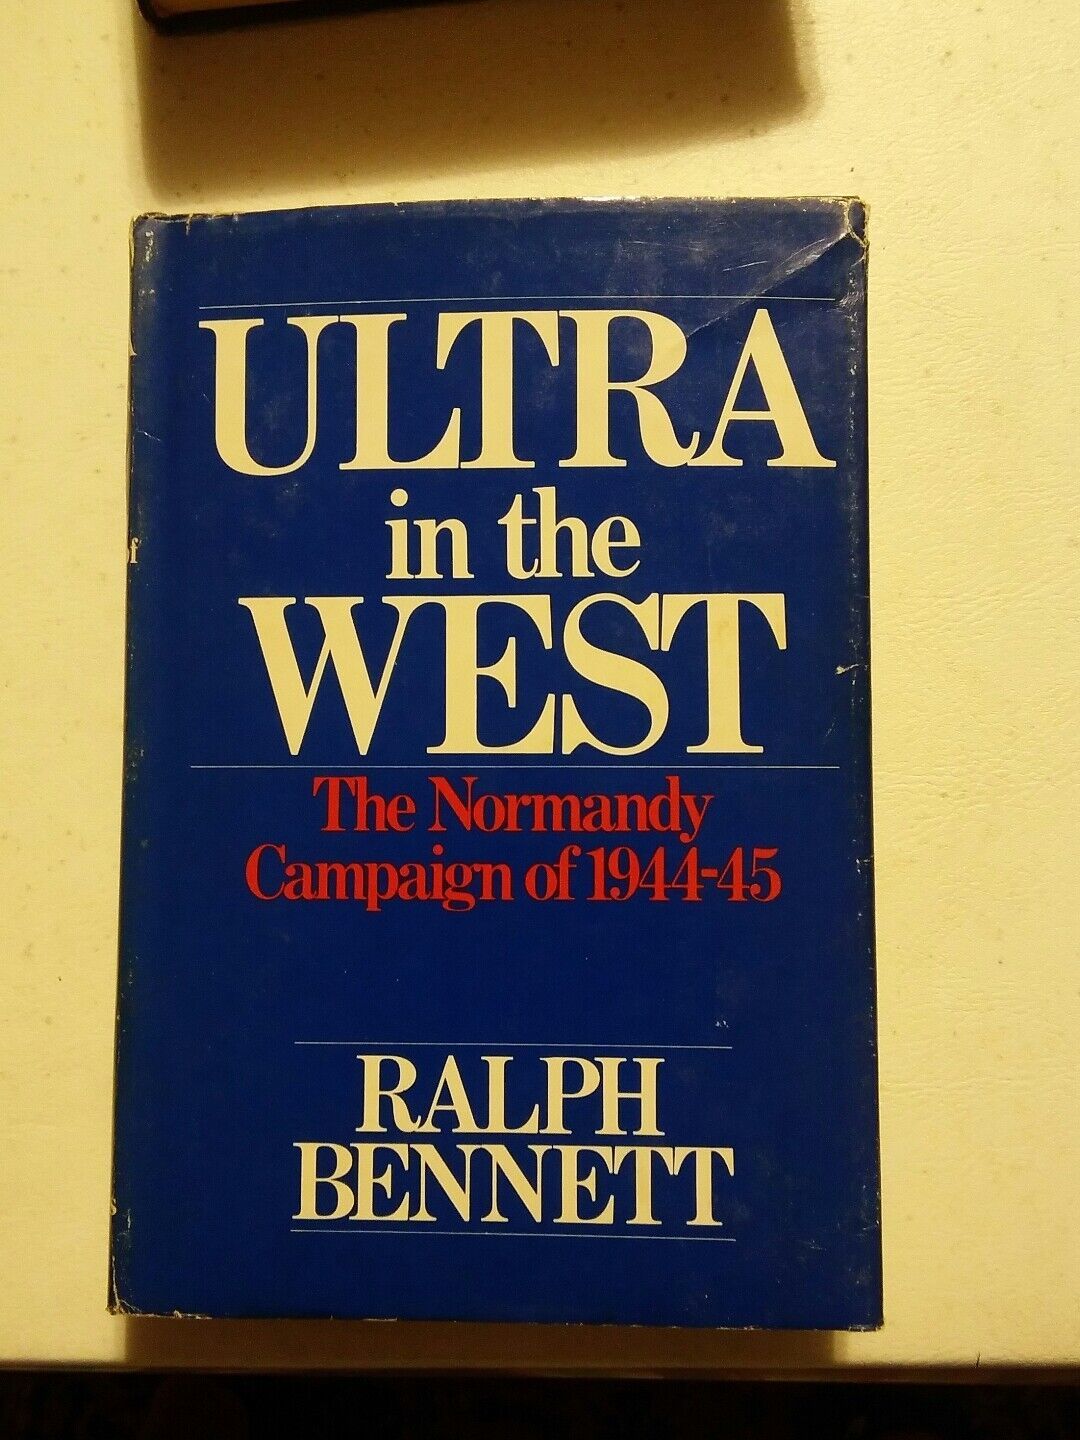 ULTRA
in the
WEST
The Normandy
Campaign of 1944-45
RALPH
BENNETT